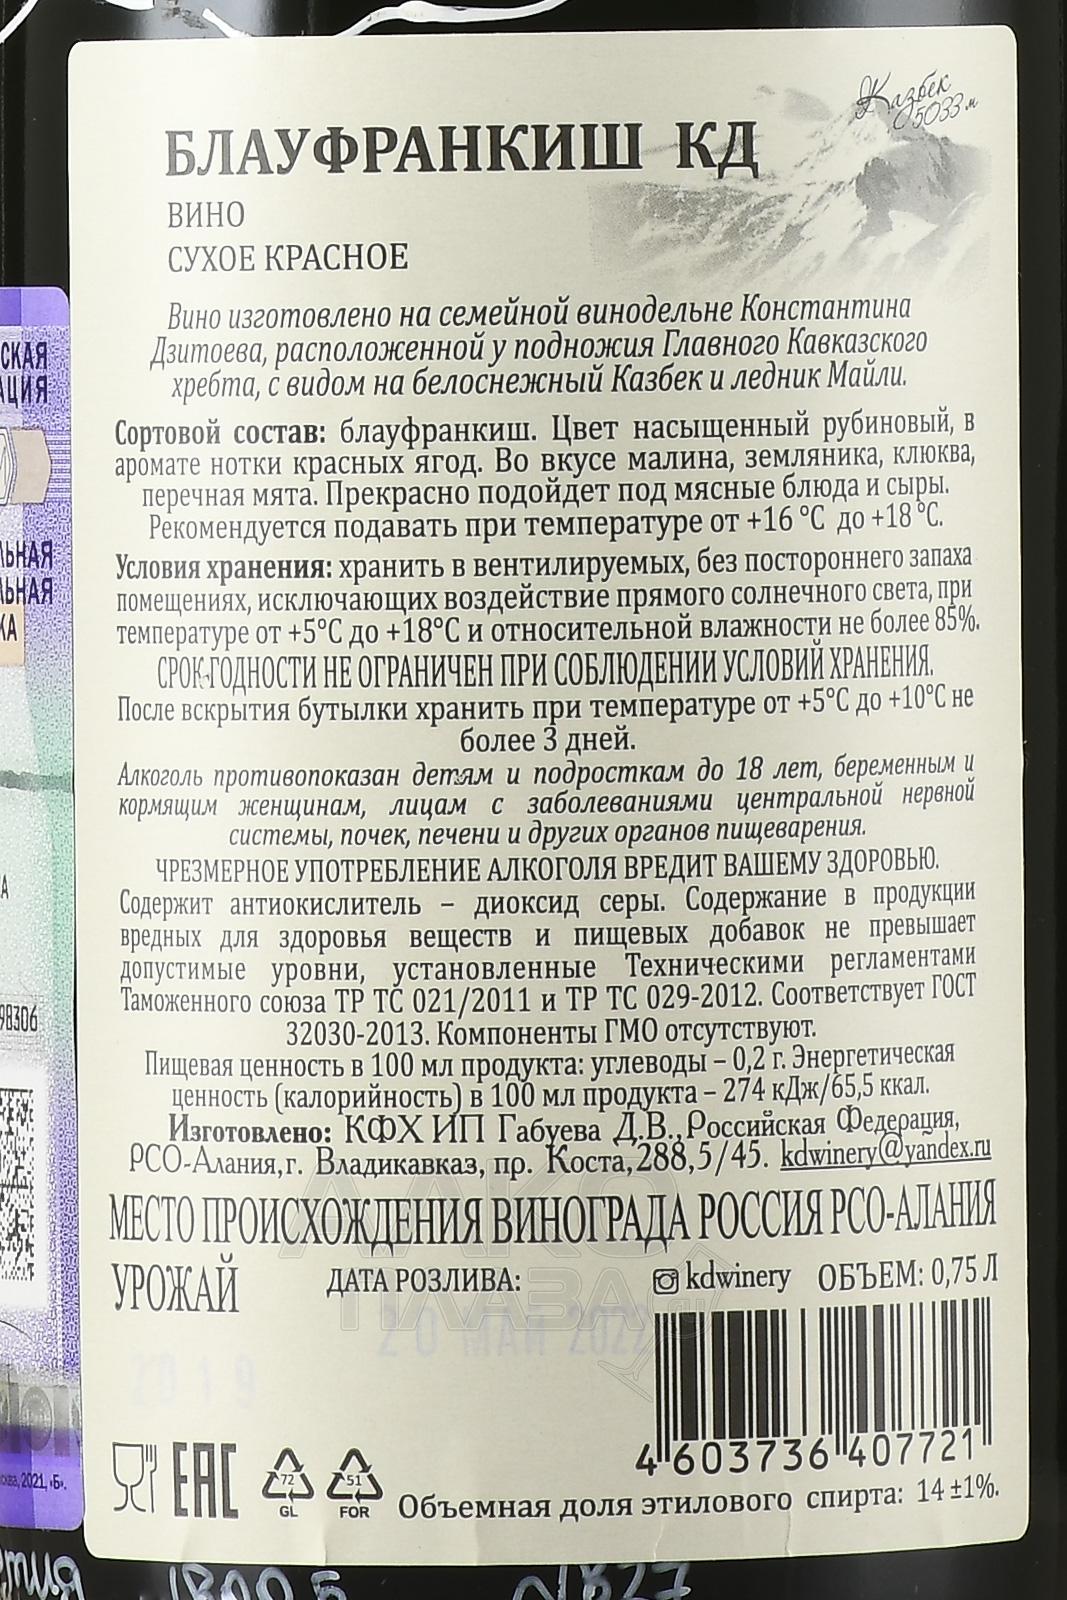 Казбек
5033 м
БЛАУФРАНКИШ КД
ВИНО
СУХОЕ КРАСНОЕ
Вино изготовлено на семейной винодельне Константина
Дзитоева, расположенной у подножия Главного Кавказского
хребта, с видом на белоснежный Казбек и ледник Майли.
Сортовой состав: блауфранкиш. Цвет насыщенный рубиновый, в
аромате нотки красных ягод. Во вкусе малина, земляника, клюква,
перечная мята. Прекрасно подойдет под мясные блюда и сыры.
Рекомендуется подавать при температуре от +16 °С до +18 °С.
Условия хранения: хранить в вентилируемых, без постороннего запаха
помещениях, исключающих воздействие прямого солнечного света, при
температуре от +5°С до +18°С и относительной влажности не более 85%.
СРОК ГОДНОСТИ НЕ ОГРАНИЧЕН ПРИ СОБЛЮДЕНИИ УСЛОВИЙ ХРАНЕНИЯ.
После вскрытия бутылки хранить при температуре от +5°С до +10°С не
более 3 дней.
Алкоголь противопоказан детям и подросткам до 18 лет, беременным и
кормящим женщинам, лицам с заболеваниями центральной нервной
системы, почек, печени и других органов пищеварения.
ЧРЕЗМЕРНОЕ УПОТРЕБЛЕНИЕ АЛКОГОЛЯ ВРЕДИТ ВАШЕМУ ЗДОРОВЬЮ.
Содержит антиокислитель – диоксид серы. Содержание в продукции
вредных для здоровья веществ и пищевых добавок не превышает
допустимые уровни, установленные Техническими регламентами
Таможенного союза ТР ТС 021/2011 и ТР ТС 029-2012. Соответствует ГОСТ
32030-2013. Компоненты ГМО отсутствуют.
Пищевая ценность в 100 мл продукта: углеводы – 0,2 г. Энергетическая
ценность (калорийность) в 100 мл продукта – 274 кДж/65,5 ккал.
Изготовлено: КФХ ИП Габуева Д.В., Российская Федерация,
РСО-Алания, г. Владикавказ, пр. Коста, 288, 5/45. kdwinery@yandex.ru
МЕСТО ПРОИСХОЖДЕНИЯ ВИНОГРАДА РОССИЯ РСО-АЛАНИЯ
УРОЖАЙ ДАТА РОЗЛИВА: kdwinery ОБЪЕМ: 0,75 Л
20 МАЙ 2022
2019
АЛКО
ПЛАЗА
4 603736 407721
EAC 72 GL 51 FOR
Объемная доля этилового спирта: 14 ±1%.
СКАЯ
АЦИЯ
ЛЬНАЯ
ЛЬНАЯ
КА
98306
2021, «Б».
1800 Б